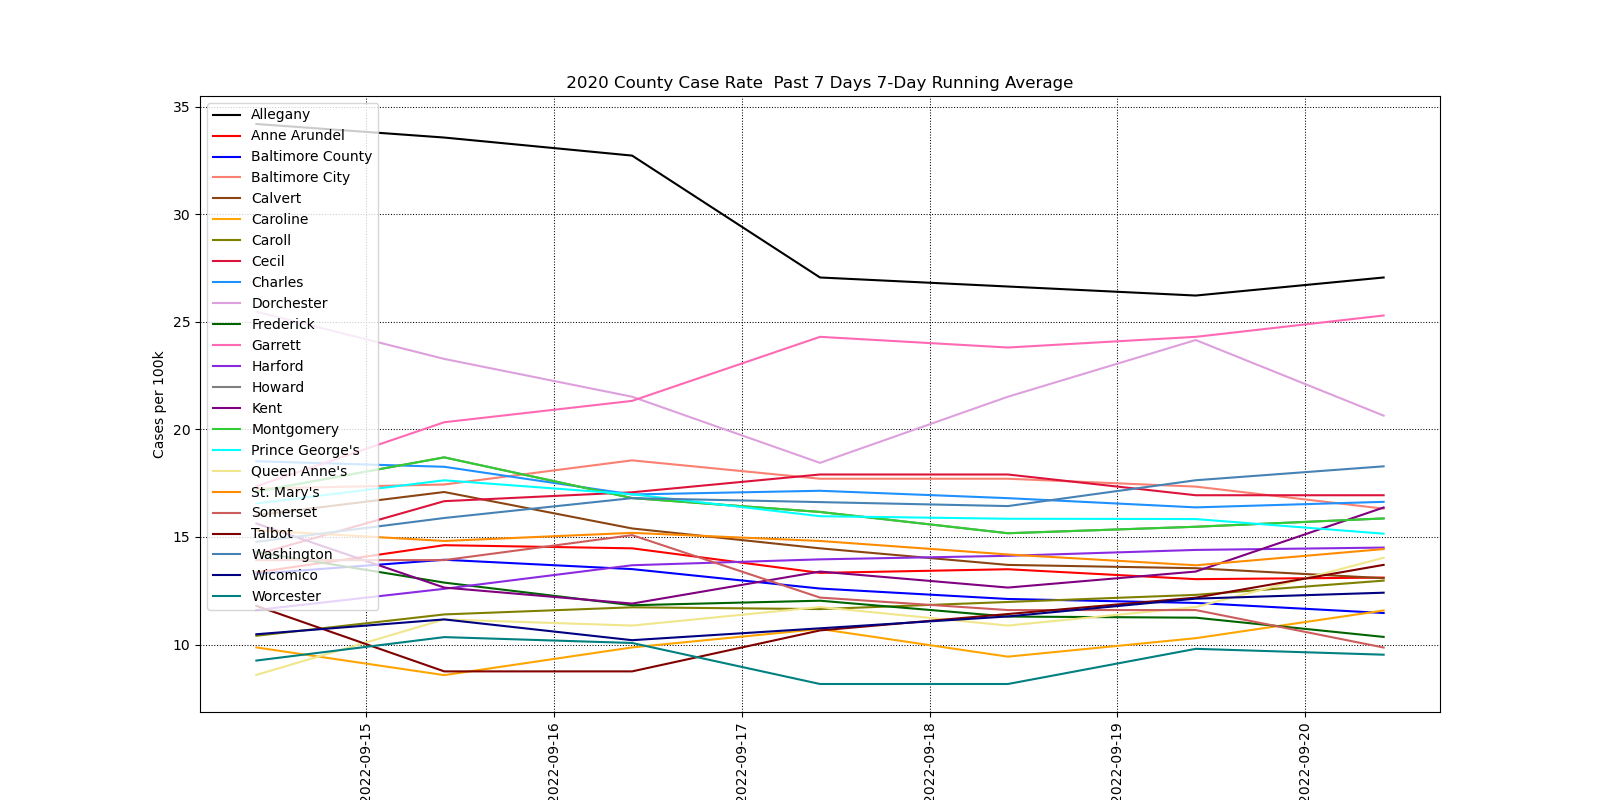 2020 County Case Rate  Past 7 Days 7-Day Running Average
Cases per 100k
35
30
25
20
15
10
Allegany
Anne Arundel
Baltimore County
Baltimore City
Calvert
Caroline
Caroll
Cecil
Charles
Dorchester
Frederick
Garrett
Harford
Howard
Kent
Montgomery
Prince George's
Queen Anne's
St. Mary's
Somerset
Talbot
Washington
Wicomico
Worcester
2022-09-15
2022-09-16
2022-09-17
2022-09-18
2022-09-19
2022-09-20